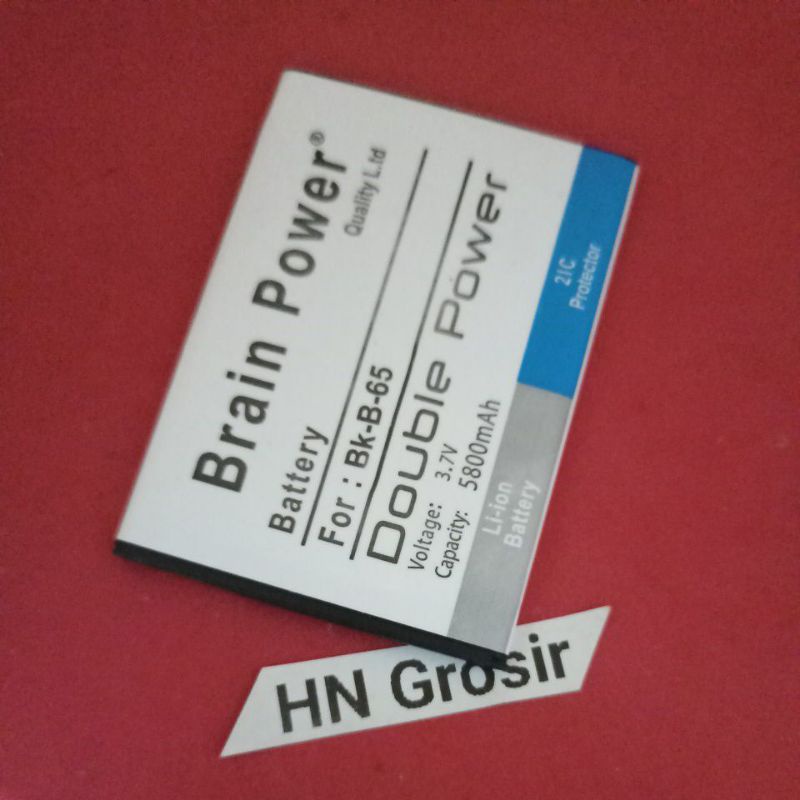 Brain Power®
Quality L.td
Battery
For : Bk-B-65
Double Power
Voltage: 3.7V
Capacity: 5800mAh
Li-ion
Battery
2IC
Protector
HN Grosir